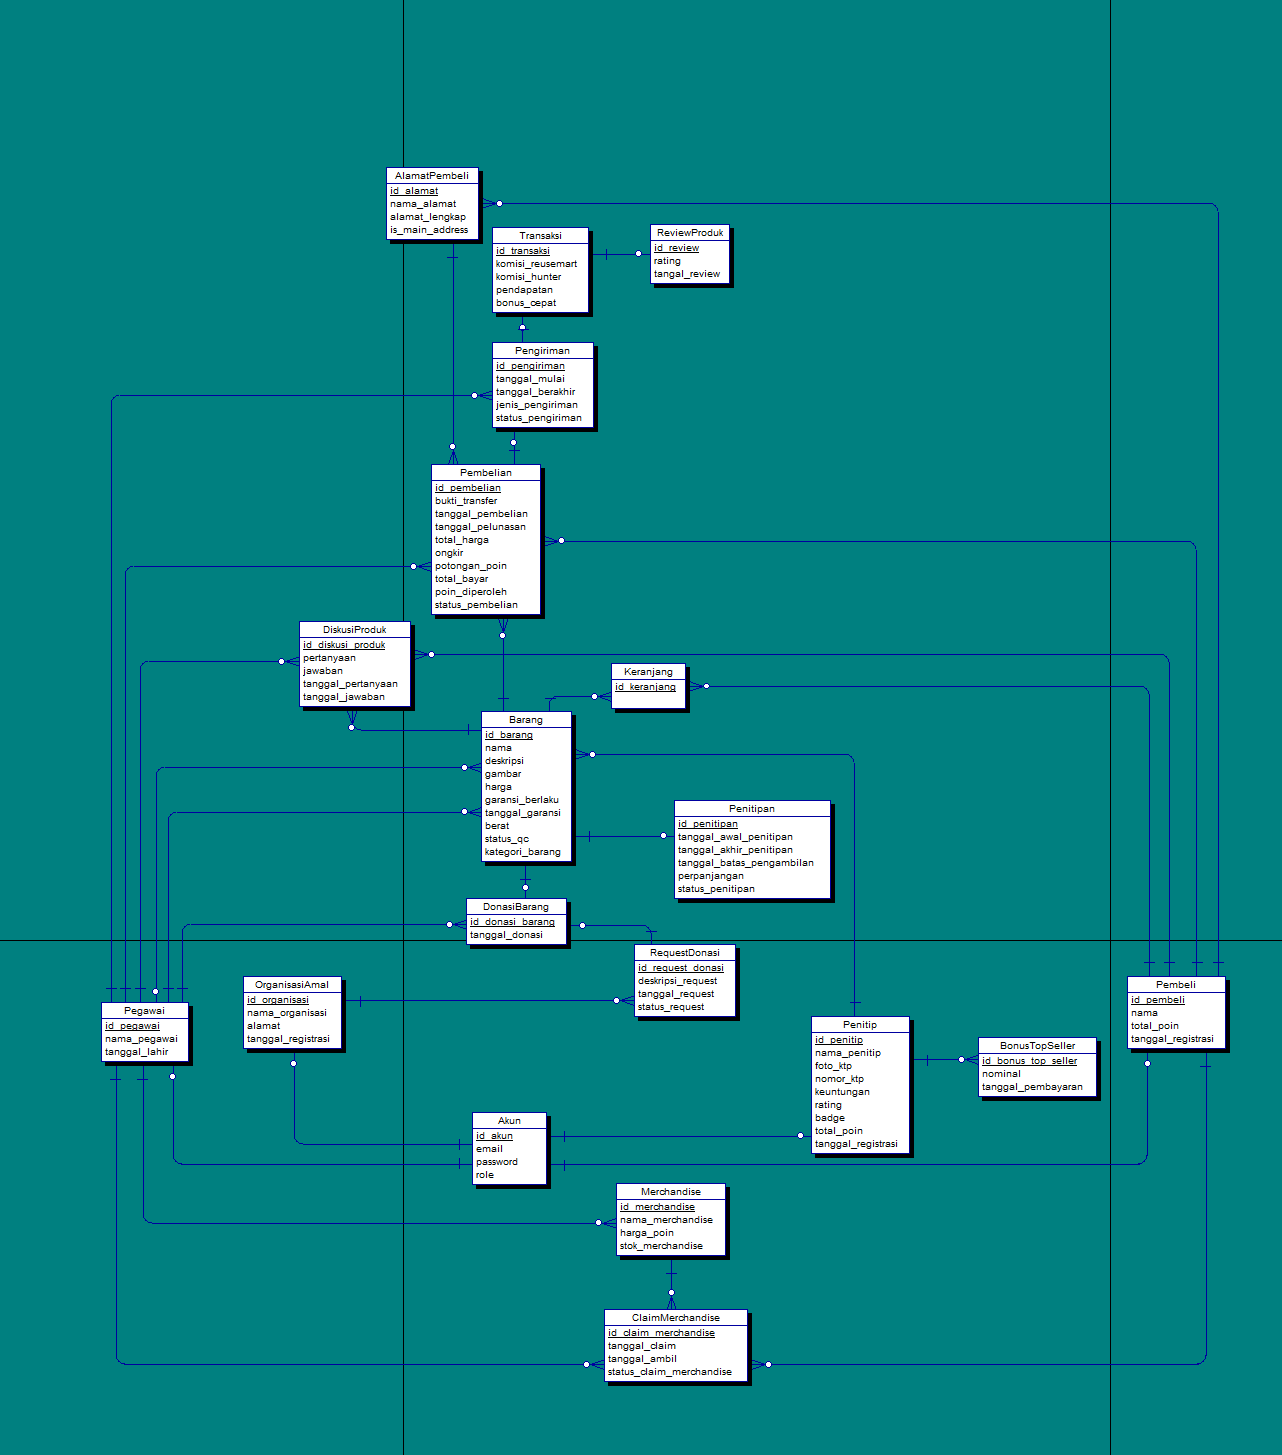 AlamatPembeli
id_alamat
nama_alamat
alamat_lengkap
is_main_address
Transaksi
id_transaksi
komisi_reusemart
komisi_hunter
pendapatan
bonus_cepat
ReviewProduk
id_review
rating
tangal_review
Pengiriman
id_pengiriman
tanggal_mulai
tanggal_berakhir
jenis_pengiriman
status_pengiriman
Pembelian
id_pembelian
bukti_transfer
tanggal_pembelian
tanggal_pelunasan
total_harga
ongkir
potongan_poin
total_bayar
poin_diperoleh
status_pembelian
DiskusiProduk
id_diskusi_produk
pertanyaan
jawaban
tanggal_pertanyaan
tanggal_jawaban
Keranjang
id_keranjang
Barang
id_barang
nama
deskripsi
gambar
harga
garansi_berlaku
tanggal_garansi
berat
status_qc
kategori_barang
Penitipan
id_penitipan
tanggal_awal_penitipan
tanggal_akhir_penitipan
tanggal_batas_pengambilan
perpanjangan
status_penitipan
DonasiBarang
id_donasi_barang
tanggal_donasi
RequestDonasi
id_request_donasi
deskripsi_request
tanggal_request
status_request
OrganisasiAmal
id_organisasi
nama_organisasi
alamat
tanggal_registrasi
Pegawai
id_pegawai
nama_pegawai
tanggal_lahir
Pembeli
id_pembeli
nama
total_poin
tanggal_registrasi
Penitip
id_penitip
nama_penitip
foto_ktp
nomor_ktp
keuntungan
rating
badge
total_poin
tanggal_registrasi
BonusTopSeller
id_bonus_top_seller
nominal
tanggal_pembayaran
Akun
id_akun
email
password
role
Merchandise
id_merchandise
nama_merchandise
harga_poin
stok_merchandise
ClaimMerchandise
id_claim_merchandise
tanggal_claim
tanggal_ambil
status_claim_merchandise